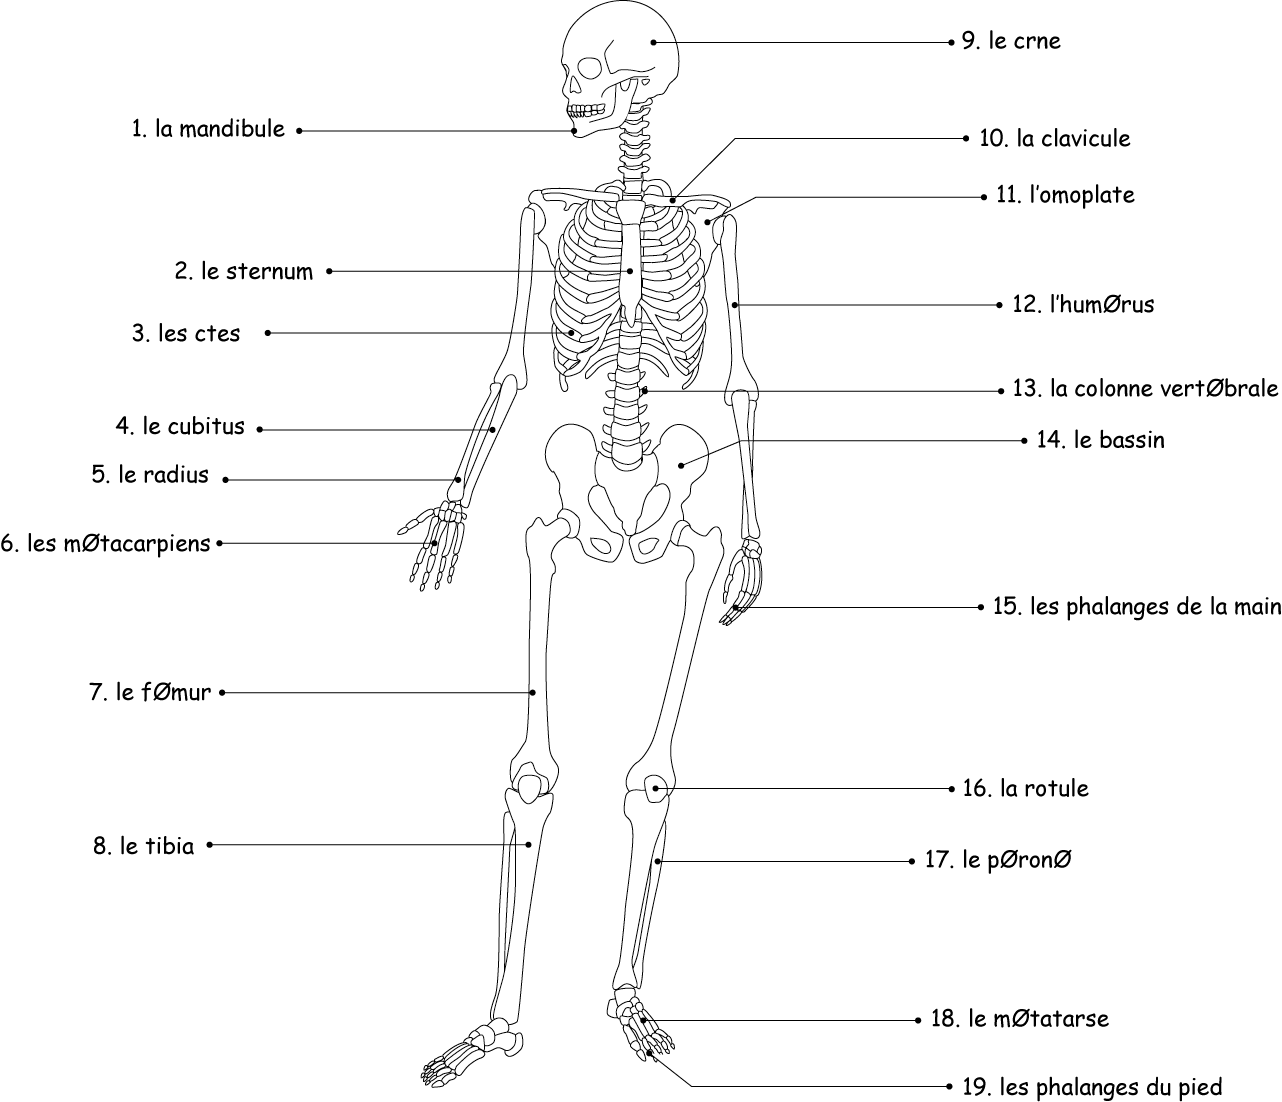 1. la mandibule
2. le sternum
3. les ctes
4. le cubitus
5. le radius
6. les mØtacarpiens
7. le fØmur
8. le tibia
9. le crne
10. la clavicule
11. l'omoplate
12. l'humØrus
13. la colonne vertØbrale
14. le bassin
15. les phalanges de la main
16. la rotule
17. le pØronØ
18. le mØtatarse
19. les phalanges du pied